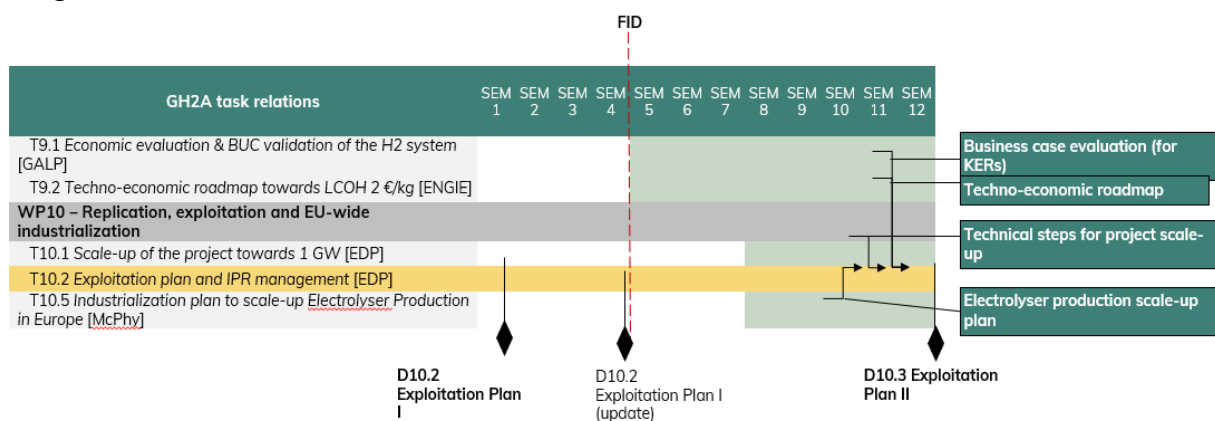 FID
GH2A task relations
SEM SEM SEM SEM SEM SEM SEM SEM SEM SEM SEM SEM
1 2 3 4 5 6 7 8 9 10 11 12
T9.1 Economic evaluation & BUC validation of the H2 system
[GALP]
T9.2 Techno-economic roadmap towards LCOH 2 €/kg [ENGIE]
WP10 – Replication, exploitation and EU-wide
industrialization
T10.1 Scale-up of the project towards 1 GW [EDP]
T10.2 Exploitation plan and IPR management [EDP]
T10.5 Industrialization plan to scale-up Electrolyser Production
in Europe [McPhy]
Business case evaluation (for
KERs)
Techno-economic roadmap
Technical steps for project scale-
up
Electrolyser production scale-up
plan
D10.2
Exploitation Plan
I
D10.2
Exploitation Plan I
(update)
D10.3 Exploitation
Plan II